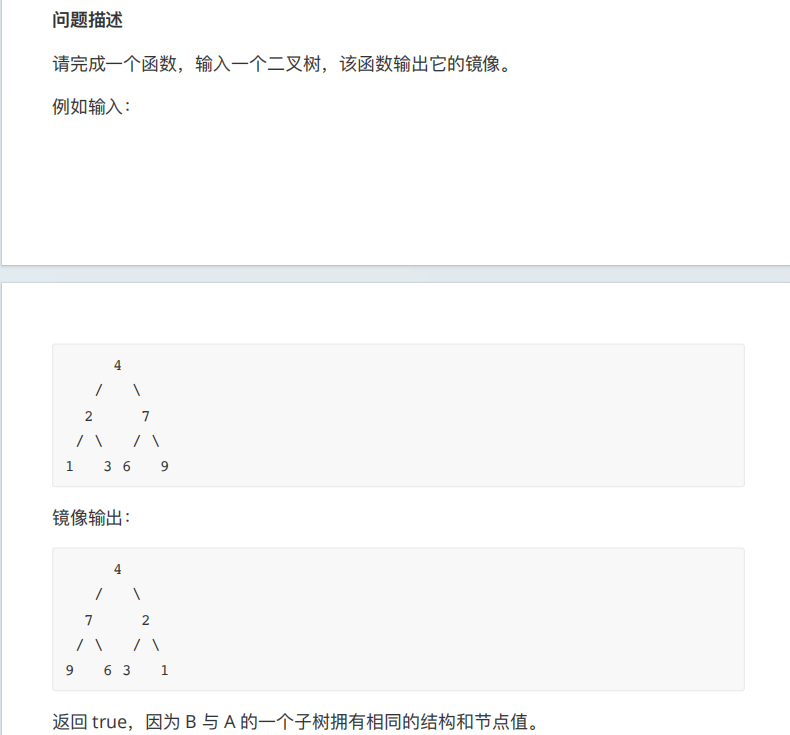 问题描述
请完成一个函数，输入一个二叉树，该函数输出它的镜像。
例如输入：
     4
   /   \
  2     7
 / \   / \
1   3 6   9
镜像输出：
     4
   /   \
  7     2
 / \   / \
9   6 3   1
返回 true，因为 B 与 A 的一个子树拥有相同的结构和节点值。